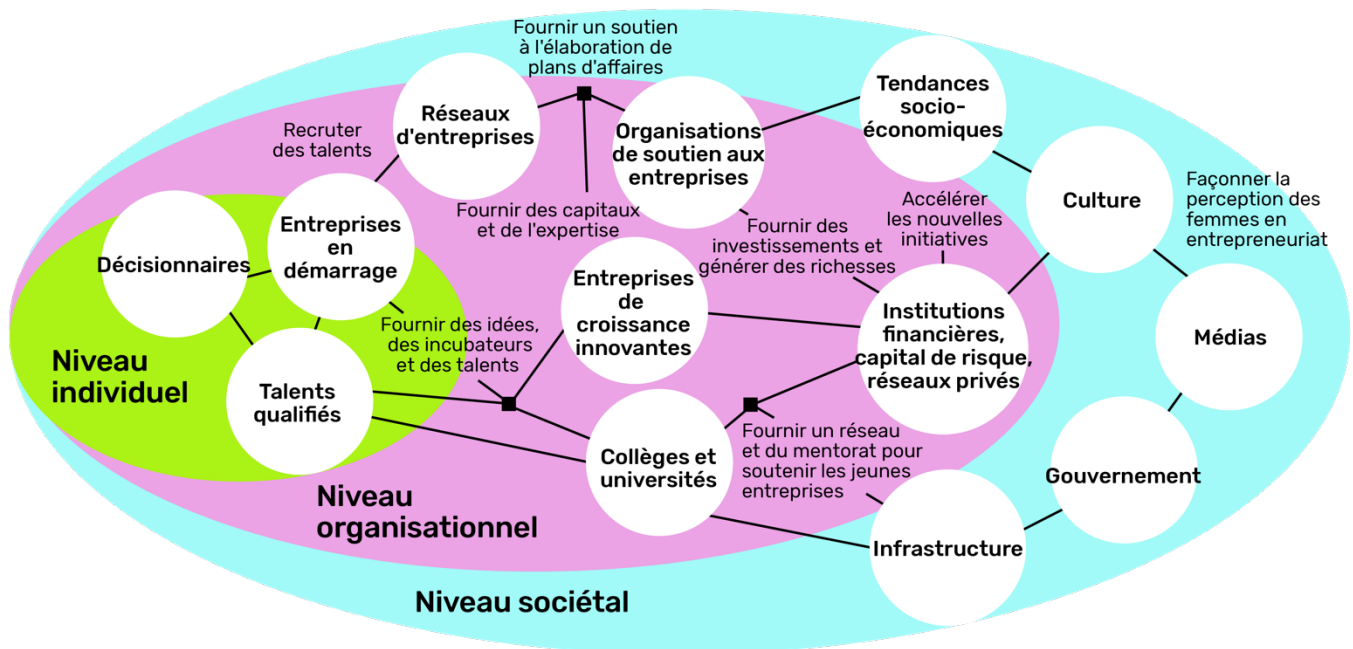 Fournir un soutien
à l'élaboration de
plans d'affaires
Réseaux
d'entreprises
Tendances
socio-
économiques
Recruter
des talents
Organisations
de soutien aux
entreprises
Culture
Façonner la
perception des
femmes en
entrepreneuriat
Fournir des capitaux
et de l'expertise
Accélérer
les nouvelles
initiatives
Entreprises
en
démarrage
Décisionnaires
Fournir des
investissements et
générer des richesses
Entreprises
de
croissance
innovantes
Institutions
financières,
capital de risque,
réseaux privés
Médias
Fournir des idées,
des incubateurs
et des talents
Niveau
individuel
Talents
qualifiés
Collèges et
universités
Fournir un réseau
et du mentorat pour
soutenir les jeunes
entreprises
Gouvernement
Niveau
organisationnel
Infrastructure
Niveau sociétal